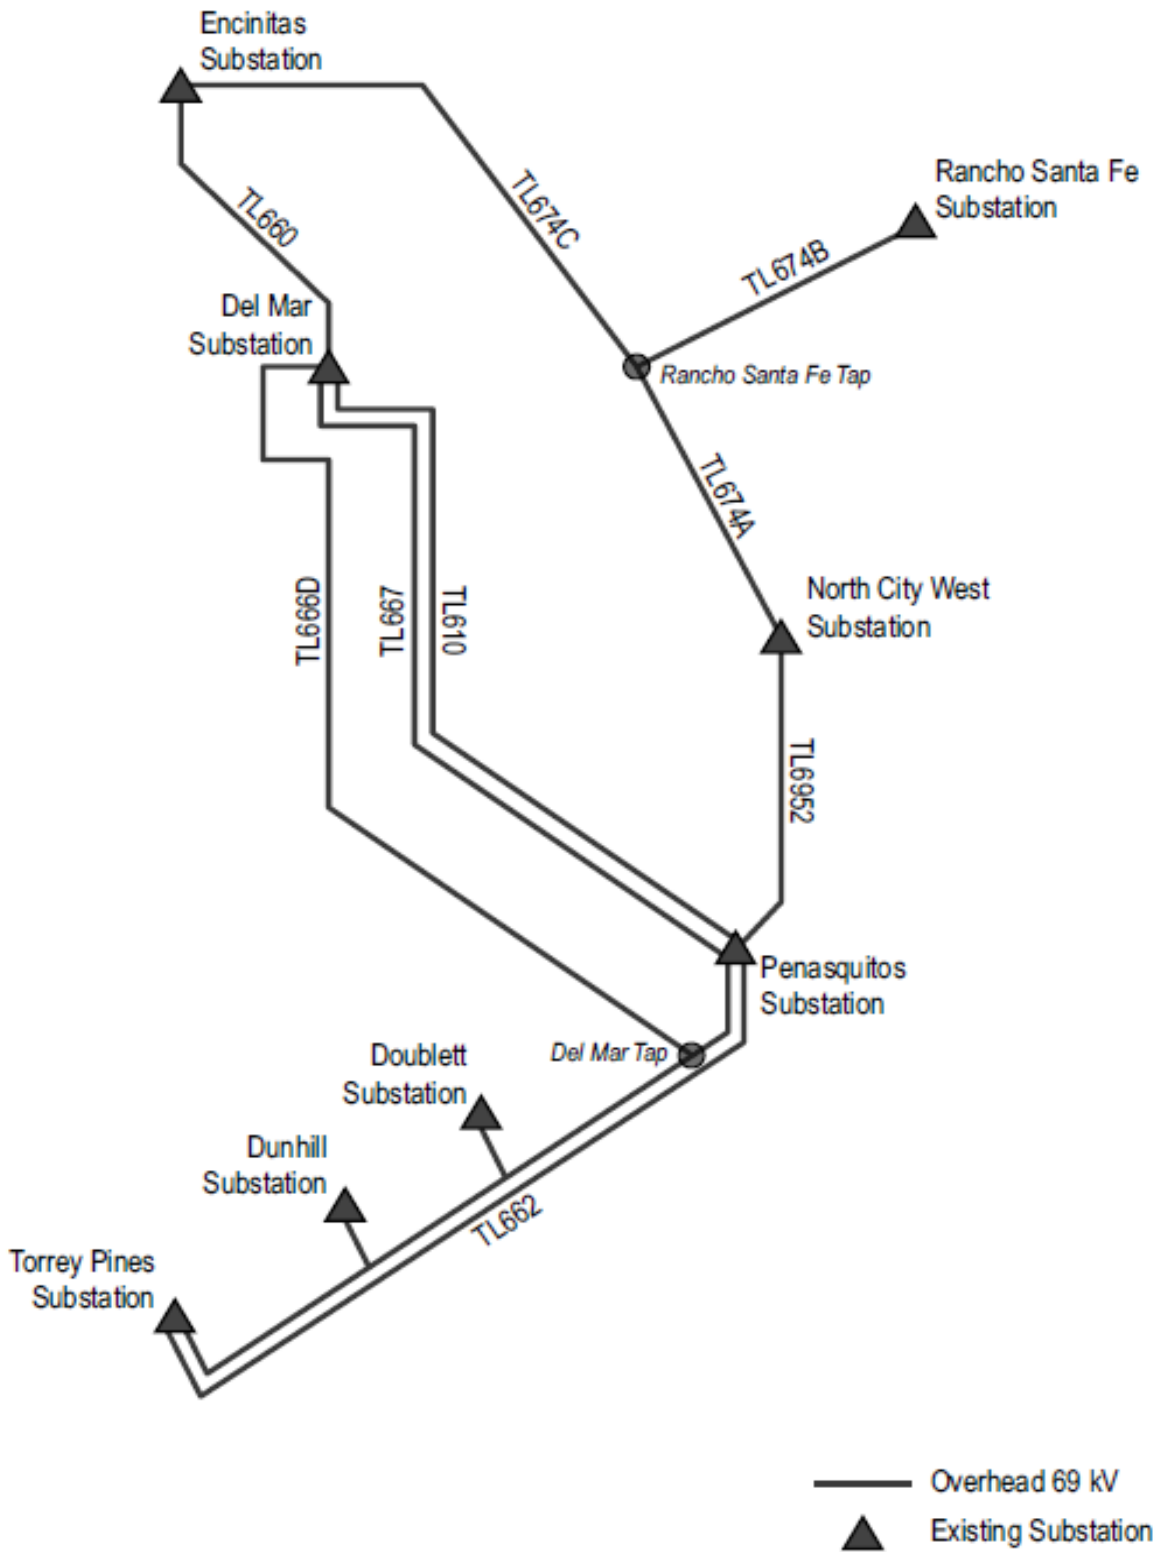 Encinitas
Substation
Rancho Santa Fe
Substation
TL674C
TL660
TL674B
Del Mar
Substation
Rancho Santa Fe Tap
TL674A
North City West
Substation
TL666D
TL667
TL610
TL6952
Penasquitos
Substation
Del Mar Tap
Doublett
Substation
Dunhill
Substation
TL662
Torrey Pines
Substation
Overhead 69 kV
Existing Substation